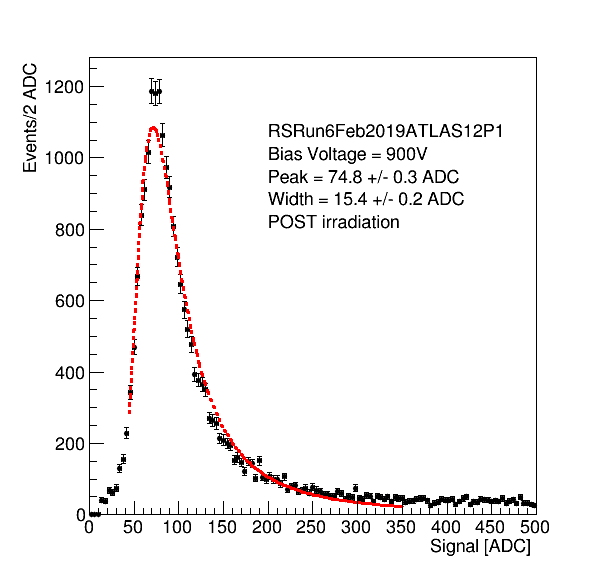 Events/2 ADC
1200
1000
800
600
400
200
0
RSRun6Feb2019ATLAS12P1
Bias Voltage = 900V
Peak = 74.8 +/- 0.3 ADC
Width = 15.4 +/- 0.2 ADC
POST irradiation
0 50 100 150 200 250 300 350 400 450 500
Signal [ADC]